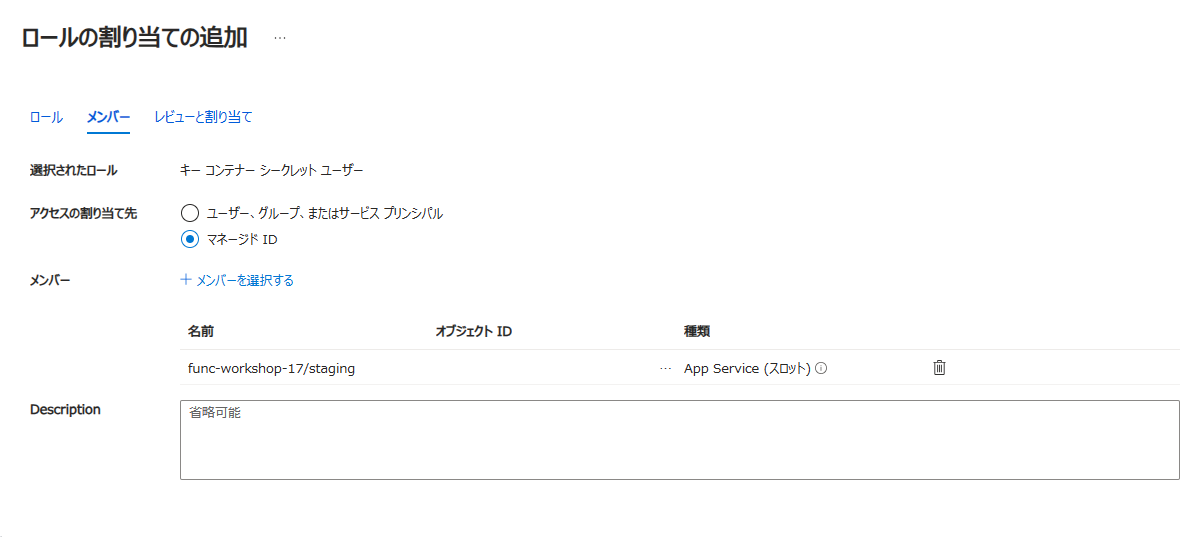 ロールの割り当ての追加 …
ロール メンバー レビューと割り当て
選択されたロール キー コンテナー シークレット ユーザー
アクセスの割り当て先 ユーザー、グループ、またはサービス プリンシパル
マネージド ID
メンバー + メンバーを選択する
名前 オブジェクト ID 種類
func-workshop-17/staging … App Service (スロット)
Description 省略可能